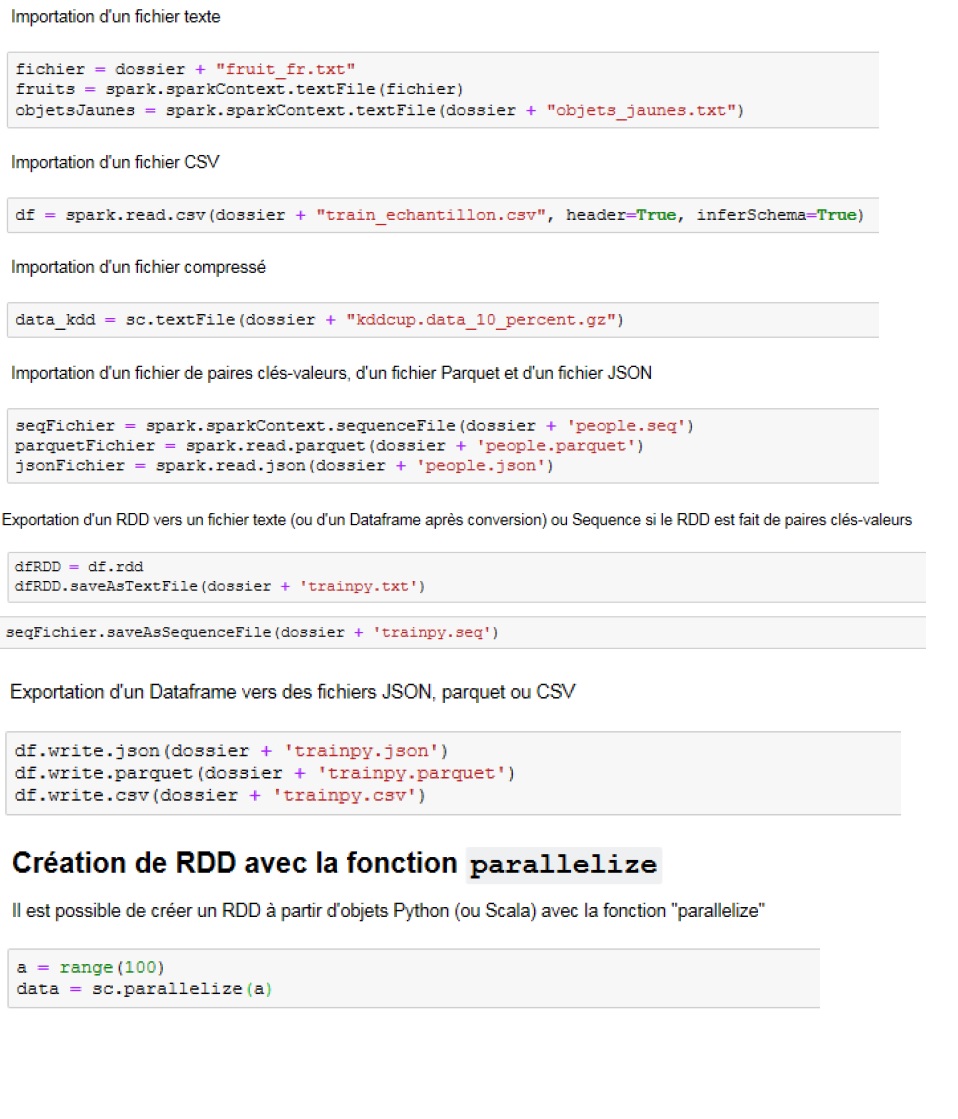 Importation d'un fichier texte
fichier = dossier + "fruit_fr.txt"
fruits = spark.sparkContext.textFile(fichier)
objetsJaunes = spark.sparkContext.textFile(dossier + "objets_jaunes.txt")
Importation d'un fichier CSV
df = spark.read.csv(dossier + "train_echantillon.csv", header=True, inferSchema=True)
Importation d'un fichier compressé
data_kdd = sc.textFile(dossier + "kddcup.data_10_percent.gz")
Importation d'un fichier de paires clés-valeurs, d'un fichier Parquet et d'un fichier JSON
seqFichier = spark.sparkContext.sequenceFile(dossier + 'people.seq')
parquetFichier = spark.read.parquet(dossier + 'people.parquet')
jsonFichier = spark.read.json(dossier + 'people.json')
Exportation d'un RDD vers un fichier texte (ou d'un Dataframe après conversion) ou Sequence si le RDD est fait de paires clés-valeurs
dfRDD = df.rdd
dfRDD.saveAsTextFile(dossier + 'trainpy.txt')
seqFichier.saveAsSequenceFile(dossier + 'trainpy.seq')
Exportation d'un Dataframe vers des fichiers JSON, parquet ou CSV
df.write.json(dossier + 'trainpy.json')
df.write.parquet(dossier + 'trainpy.parquet')
df.write.csv(dossier + 'trainpy.csv')
Création de RDD avec la fonction parallelize
Il est possible de créer un RDD à partir d'objets Python (ou Scala) avec la fonction "parallelize"
a = range(100)
data = sc.parallelize(a)